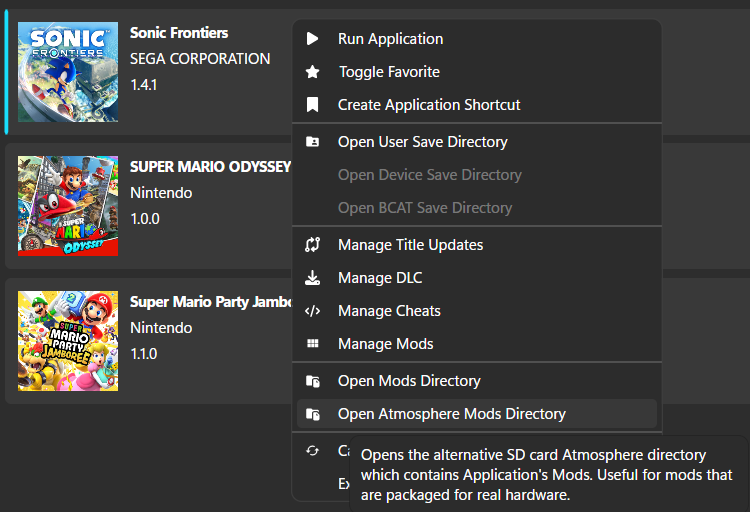 SONIC
FRONTIERS
Sonic Frontiers
SEGA CORPORATION
1.4.1
SUPER MARIO
ODYSSEY
SUPER MARIO ODYSSEY
Nintendo
1.0.0
SUPER
MARIO
PARTY
JAMBOREE
Super Mario Party Jambo
Nintendo
1.1.0
Run Application
Toggle Favorite
Create Application Shortcut
Open User Save Directory
Open Device Save Directory
Open BCAT Save Directory
Manage Title Updates
Manage DLC
Manage Cheats
Manage Mods
Open Mods Directory
Open Atmosphere Mods Directory
Ca
Ex
Opens the alternative SD card Atmosphere directory
which contains Application's Mods. Useful for mods that
are packaged for real hardware.